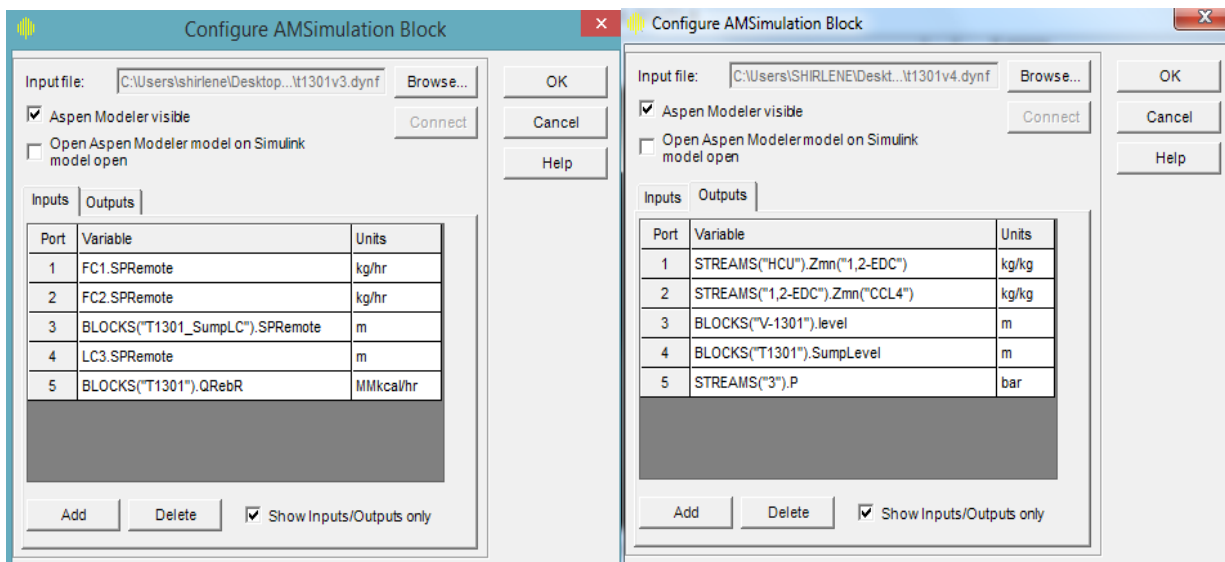 Configure AMSimulation Block
X
Input file:
C:\Users\shirlene\Desktop...\t1301v3.dynf
Browse...
OK
Aspen Modeler visible
Connect
Cancel
Open Aspen Modeler model on Simulink
model open
Help
Inputs
Outputs
Port Variable Units
1 FC1.SPRemote kg/hr
2 FC2.SPRemote kg/hr
3 BLOCKS("T1301_SumpLC").SPRemote m
4 LC3.SPRemote m
5 BLOCKS("T1301").QRebR MMkcal/hr
Add
Delete
Show Inputs/Outputs only
Configure AMSimulation Block
X
Input file:
C:\Users\SHIRLENE\Deskt...\t1301v4.dynf
Browse...
OK
Aspen Modeler visible
Connect
Cancel
Open Aspen Modeler model on Simulink
model open
Help
Inputs
Outputs
Port Variable Units
1 STREAMS("HCU").Zmn("1,2-EDC") kg/kg
2 STREAMS("1,2-EDC").Zmn("CCL4") kg/kg
3 BLOCKS("V-1301").level m
4 BLOCKS("T1301").SumpLevel m
5 STREAMS("3").P bar
Add
Delete
Show Inputs/Outputs only